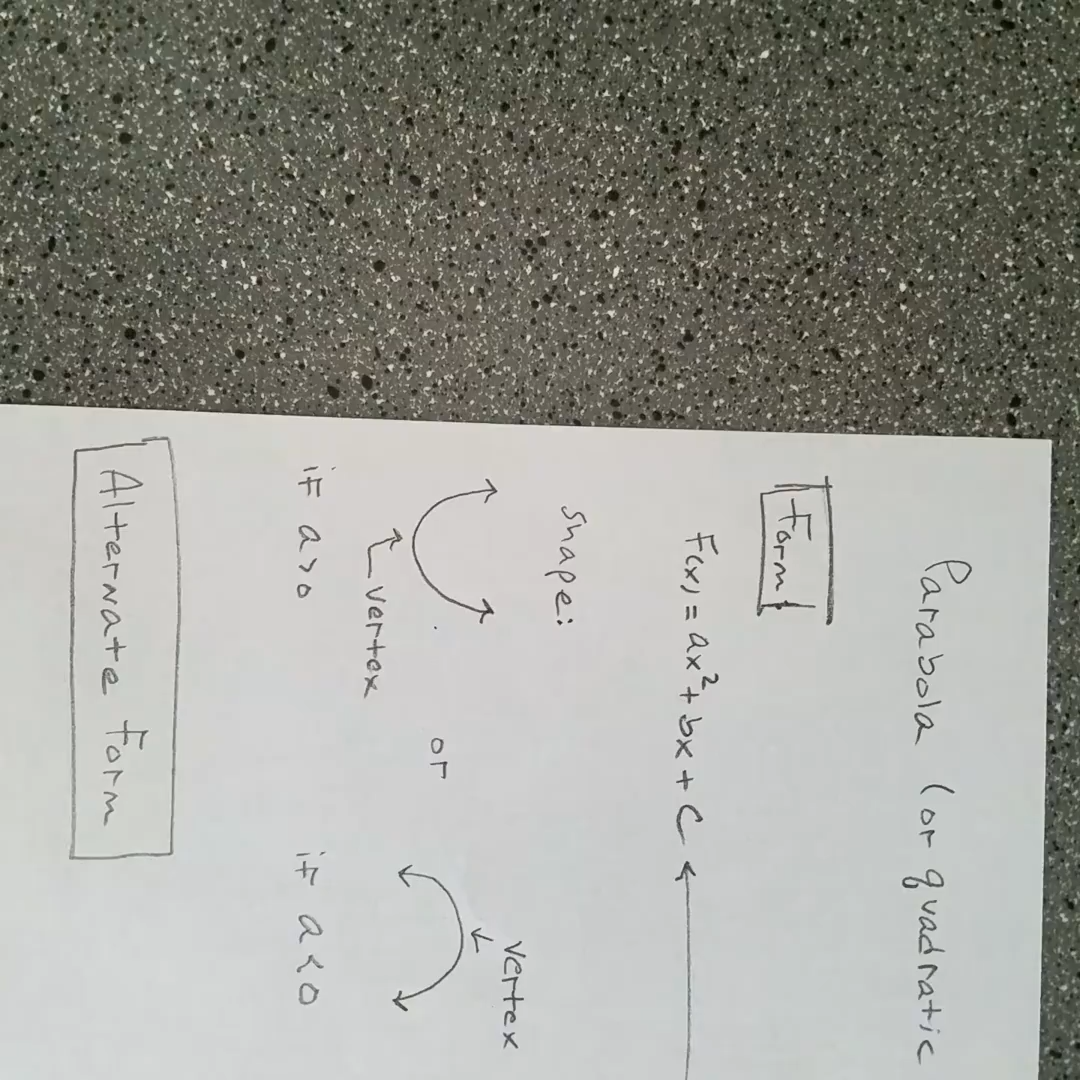 Parabola (or quadratic
Form
F(x) = ax² + bx + C
shape:
vertex
or
vertex
if a>0
if a<0
Alternate form